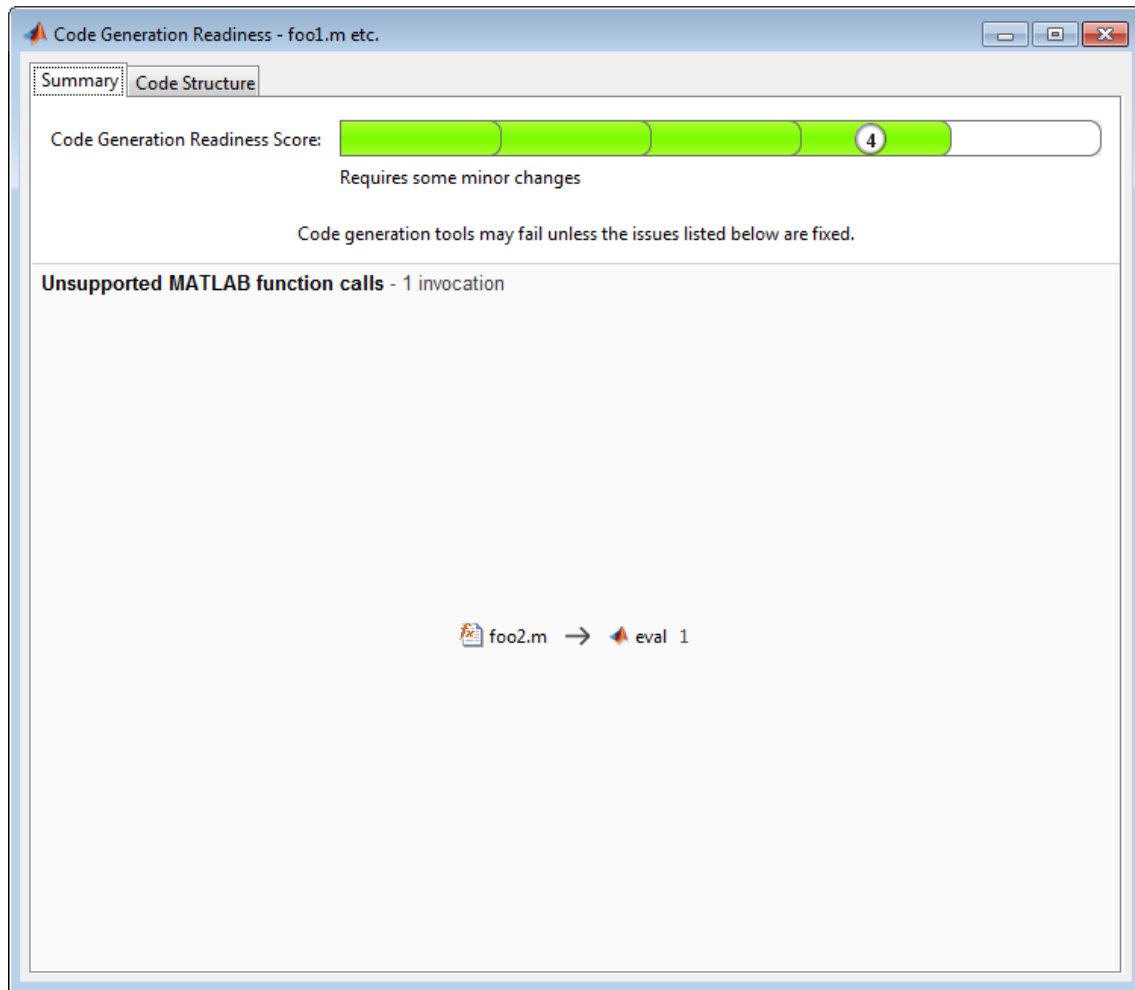 Code Generation Readiness - foo1.m etc.
Summary Code Structure
Code Generation Readiness Score: 4
Requires some minor changes
Code generation tools may fail unless the issues listed below are fixed.
Unsupported MATLAB function calls - 1 invocation
foo2.m → eval 1